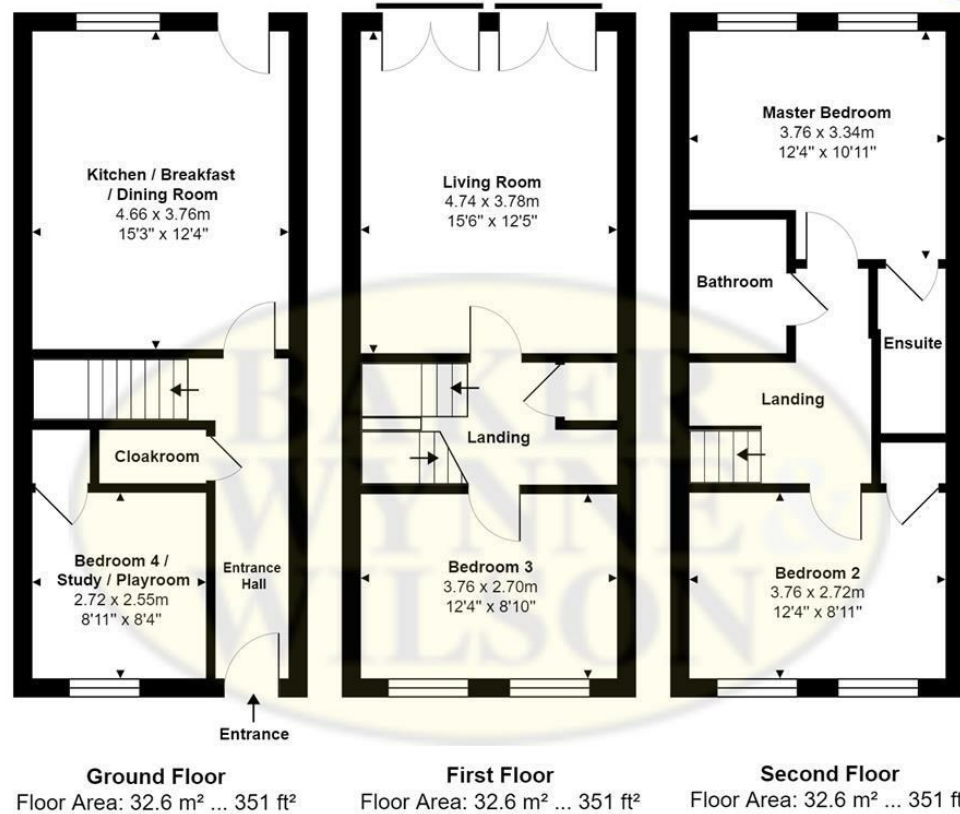 Kitchen / Breakfast
/ Dining Room
4.66 x 3.76m
15'3" x 12'4"
Cloakroom
Bedroom 4 /
Study / Playroom
2.72 x 2.55m
8'11" x 8'4"
Entrance
Hall
Entrance
Ground Floor
Floor Area: 32.6 m² ... 351 ft²
Living Room
4.74 x 3.78m
15'6" x 12'5"
Landing
Bedroom 3
3.76 x 2.70m
12'4" x 8'10"
First Floor
Floor Area: 32.6 m² ... 351 ft²
Master Bedroom
3.76 x 3.34m
12'4" x 10'11"
Bathroom
Ensuite
Landing
Bedroom 2
3.76 x 2.72m
12'4" x 8'11"
Second Floor
Floor Area: 32.6 m² ... 351 ft
BAKER
WYNNE &
WILSON